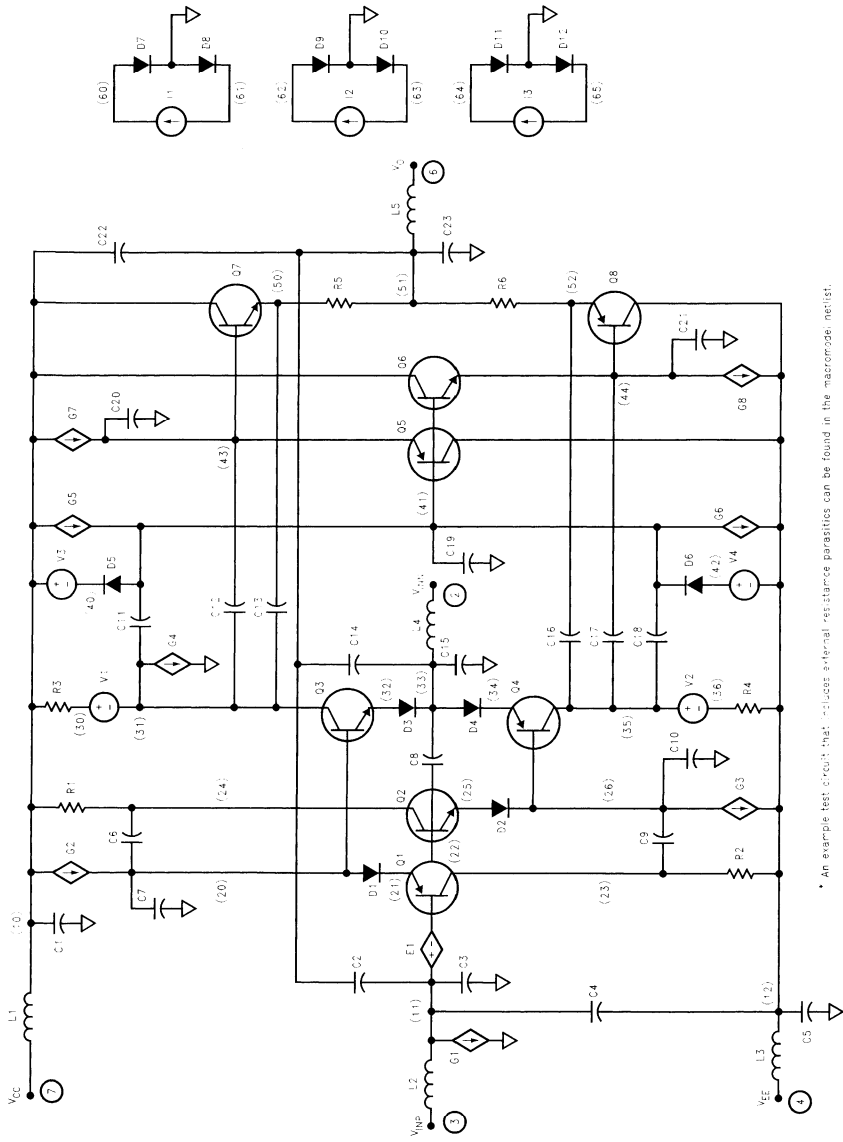 D7
D8
(60)
I1
(61)
D9
D10
(62)
I2
(63)
D11
D12
(64)
I3
(65)
VO
6
L5
C22
C23
Q7
(50)
R5
(51)
R6
(52)
Q8
C21
Q6
(44)
G8
G7
C20
(43)
Q5
G5
(41)
G6
C19
V3
D5
C11
C12
C13
C14
L4
2
C15
C16
C17
C18
D6
(42)
V4
G4
R3
V1
(30)
(31)
Q3
(32)
D3
(33)
D4
(34)
Q4
(35)
V2
(36)
R4
C10
R1
(24)
C8
Q2
(25)
D2
(26)
G3
C6
G2
C7
(20)
D1
Q1
(21)
(22)
C9
(23)
R2
(10)
C1
E1
C2
C3
C4
(12)
C5
L1
VCC
7
(11)
G1
L2
VINP
3
L3
VEE
4
* An example test circuit that includes external resistance parasitics can be found in the macromodel netlist.